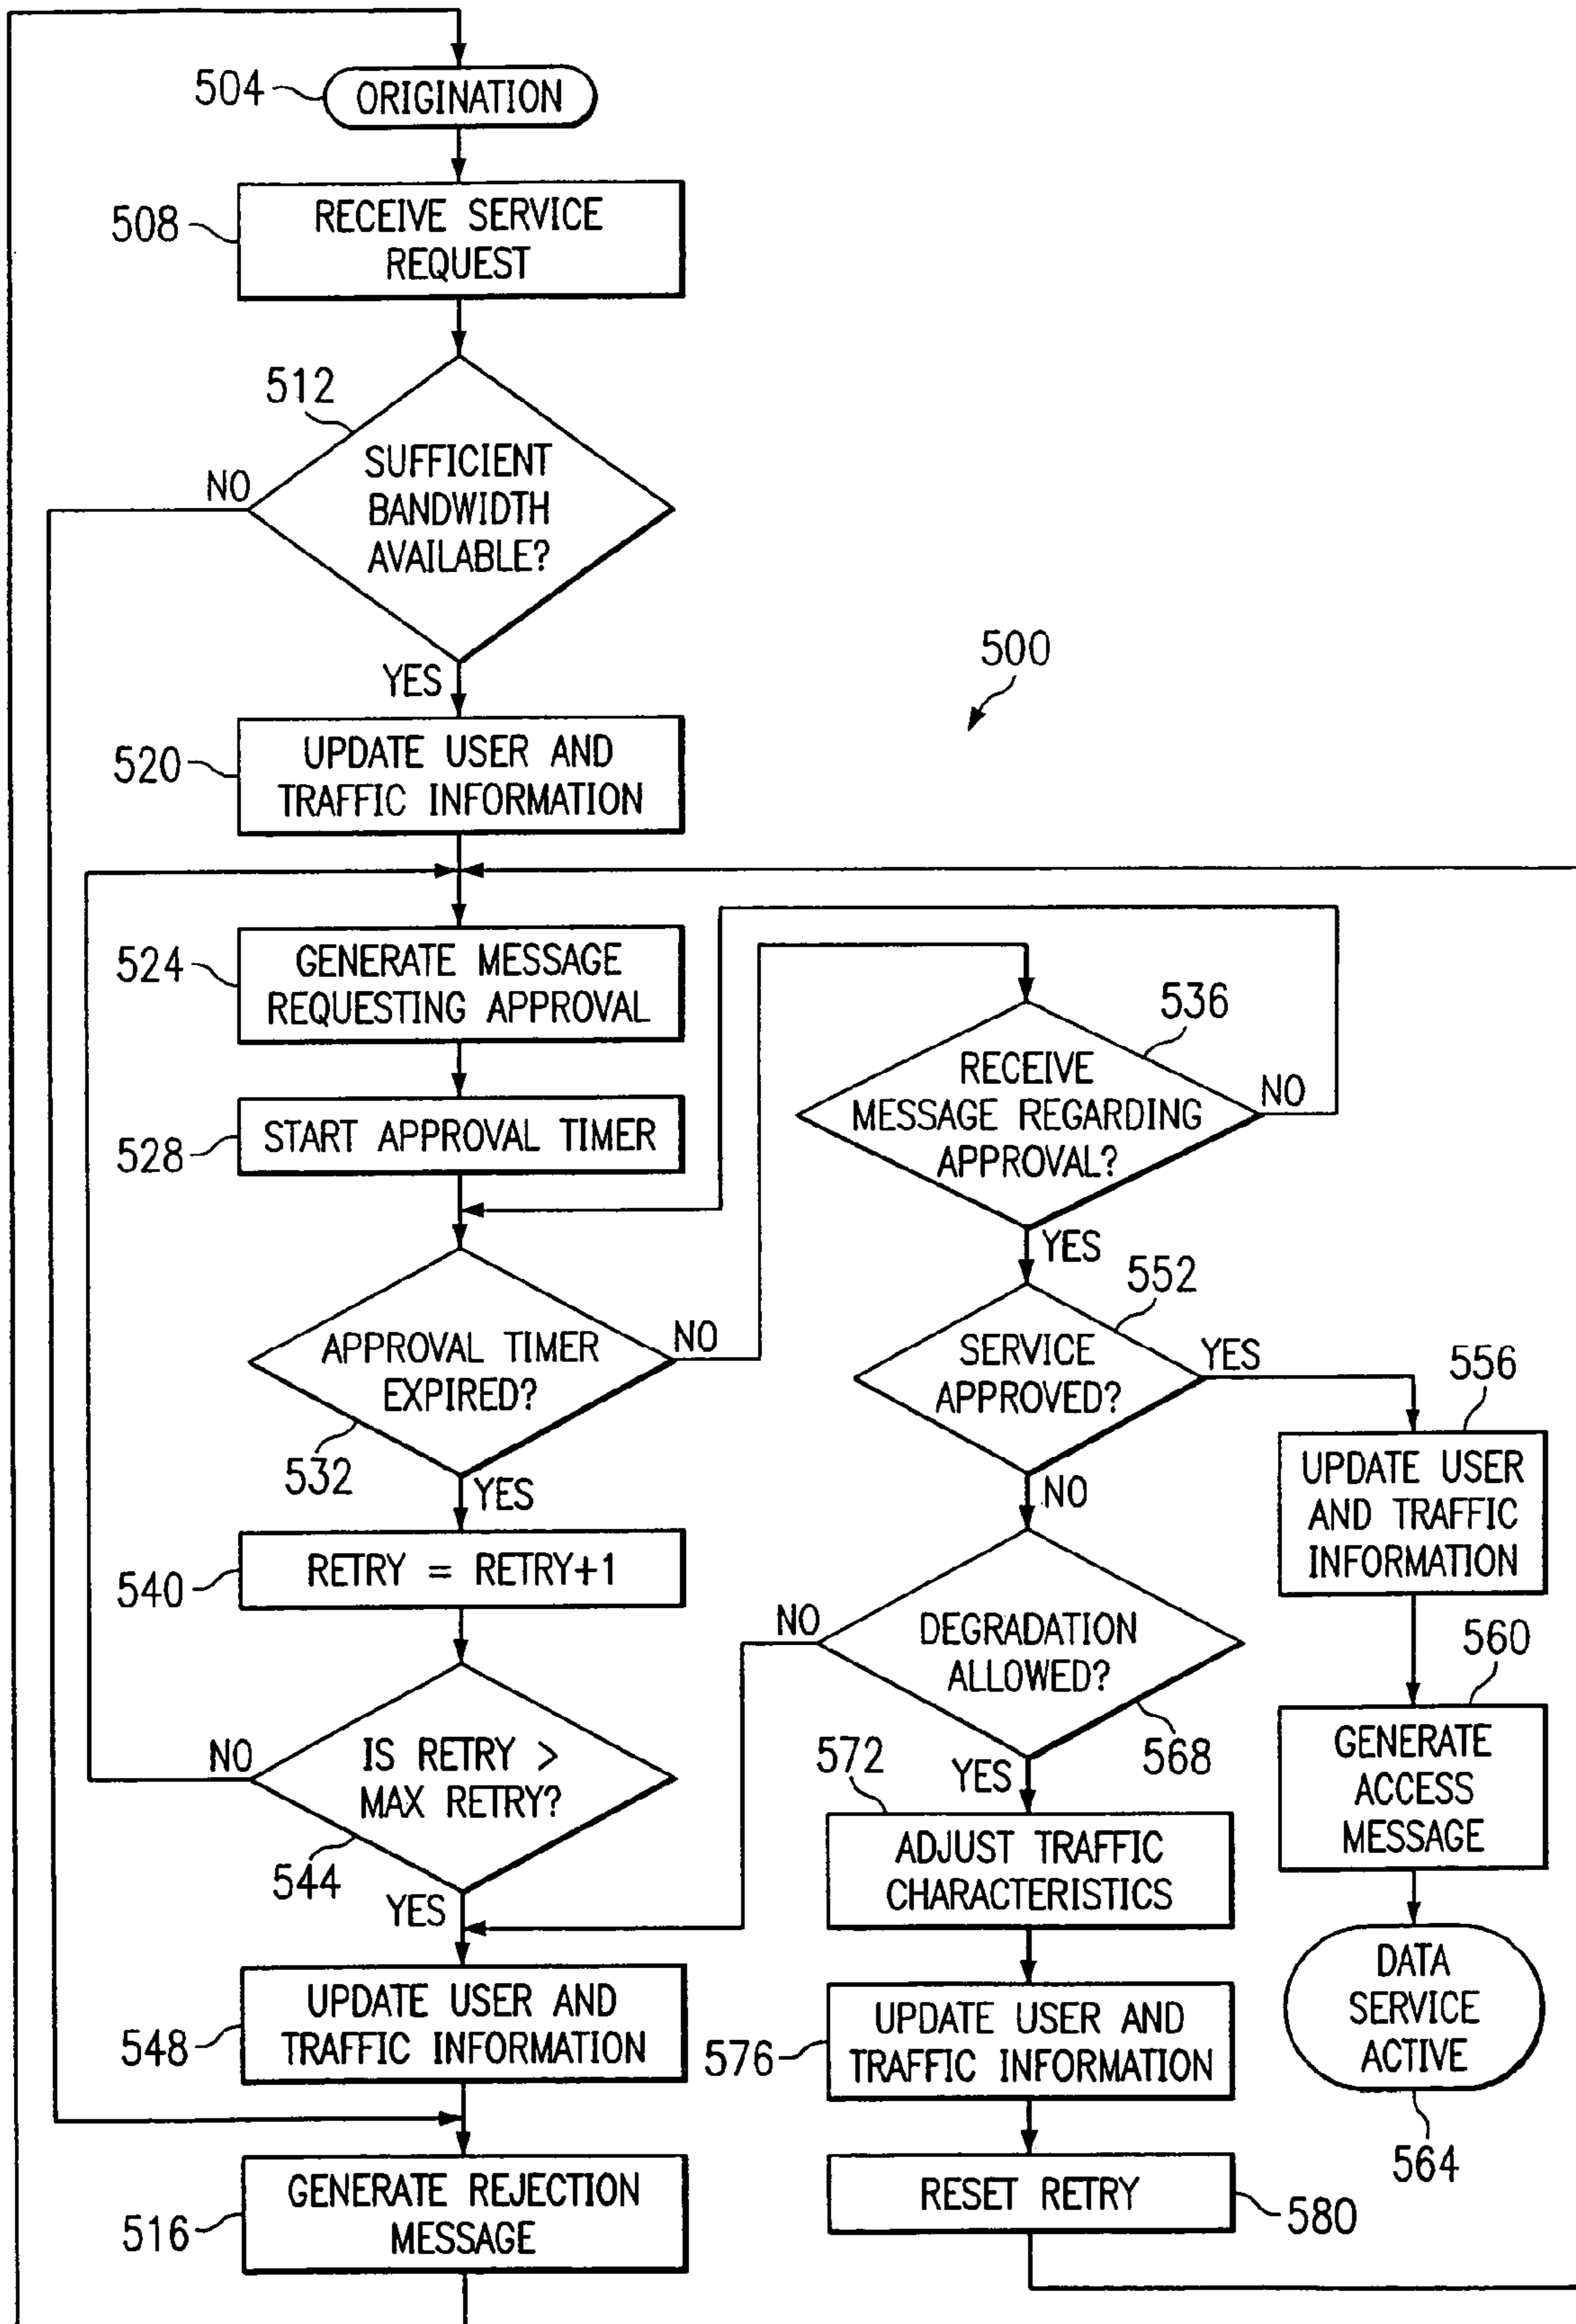 504
ORIGINATION
508
RECEIVE SERVICE
REQUEST
512
SUFFICIENT
BANDWIDTH
AVAILABLE?
NO
YES
500
520
UPDATE USER AND
TRAFFIC INFORMATION
524
GENERATE MESSAGE
REQUESTING APPROVAL
528
START APPROVAL TIMER
APPROVAL TIMER
EXPIRED?
532
NO
YES
536
RECEIVE
MESSAGE REGARDING
APPROVAL?
NO
YES
552
SERVICE
APPROVED?
YES
NO
556
UPDATE USER
AND TRAFFIC
INFORMATION
560
GENERATE
ACCESS
MESSAGE
DATA
SERVICE
ACTIVE
564
540
RETRY = RETRY+1
NO
IS RETRY >
MAX RETRY?
544
YES
NO
DEGRADATION
ALLOWED?
568
YES
572
ADJUST TRAFFIC
CHARACTERISTICS
548
UPDATE USER AND
TRAFFIC INFORMATION
576
UPDATE USER AND
TRAFFIC INFORMATION
516
GENERATE REJECTION
MESSAGE
RESET RETRY
580